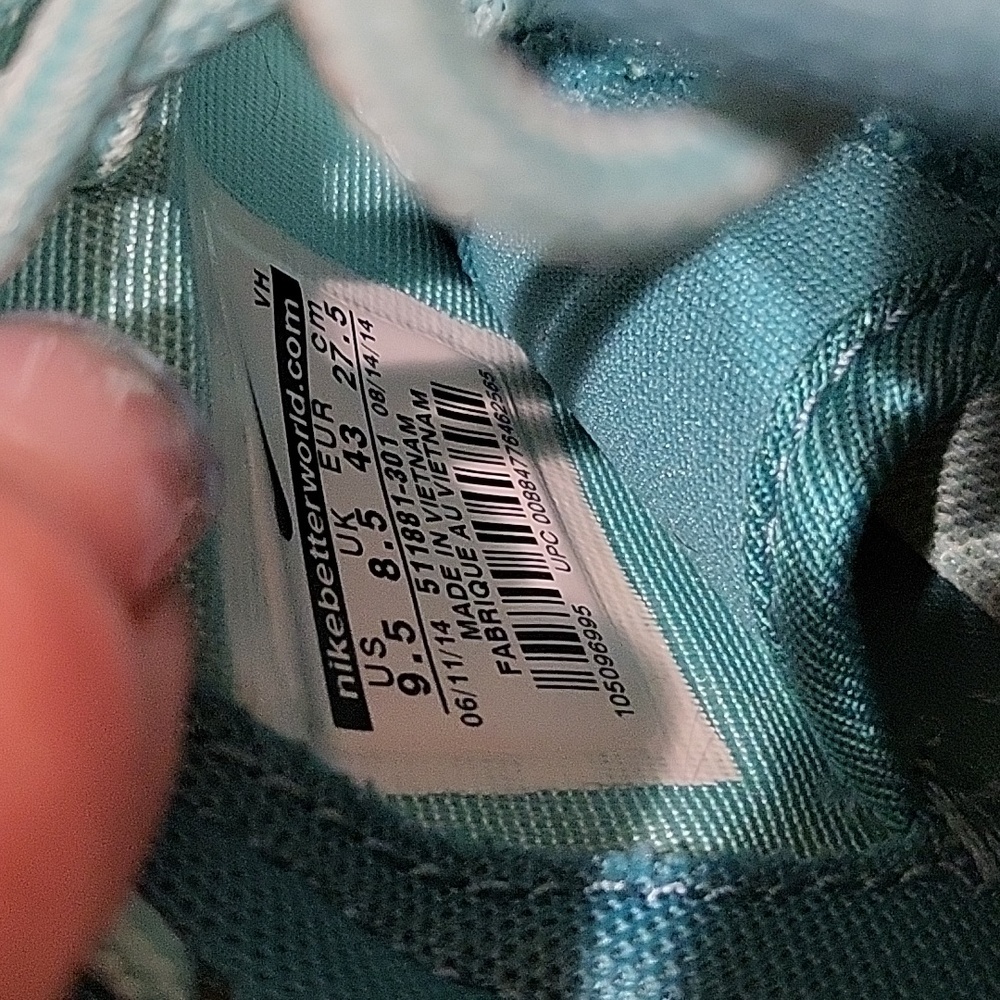 VH
nikebetterworld.com
US UK EUR cm
9.5 8.5 43 27.5
06/11/14 511881-301 08/14/14
MADE IN VIETNAM
FABRIQUE AU VIETNAM
UPC 00884776462565
105096995